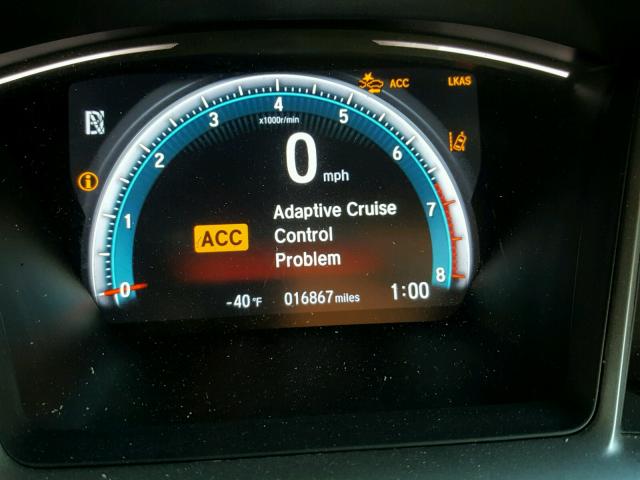 ACC LKAS
4
3 5
x1000r/min
2 6
0 mph
i
1 7
Adaptive Cruise
ACC Control
Problem
0 8
-40°F 016867 miles 1:00